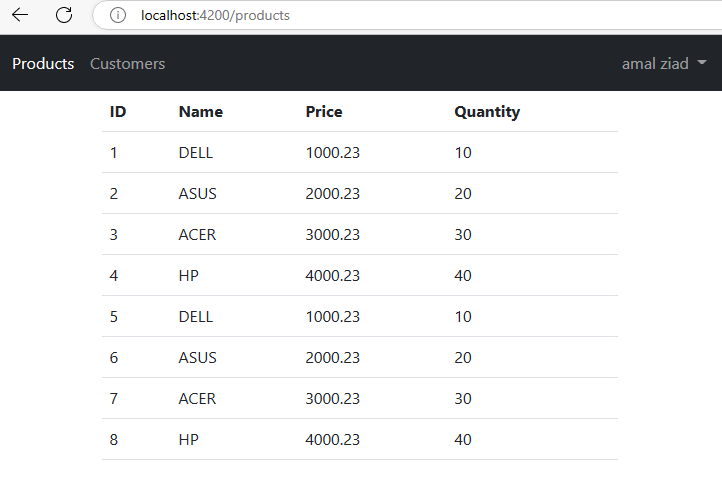 localhost:4200/products
Products Customers amal ziad
ID Name Price Quantity
1 DELL 1000.23 10
2 ASUS 2000.23 20
3 ACER 3000.23 30
4 HP 4000.23 40
5 DELL 1000.23 10
6 ASUS 2000.23 20
7 ACER 3000.23 30
8 HP 4000.23 40